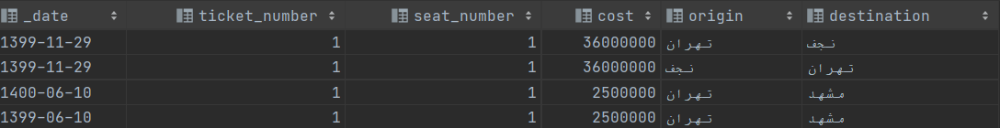 _date ticket_number seat_number cost origin destination
1399-11-29 1 1 36000000 تهران نجف
1399-11-29 1 1 36000000 نجف تهران
1400-06-10 1 1 2500000 تهران مشهد
1399-06-10 1 1 2500000 تهران مشهد